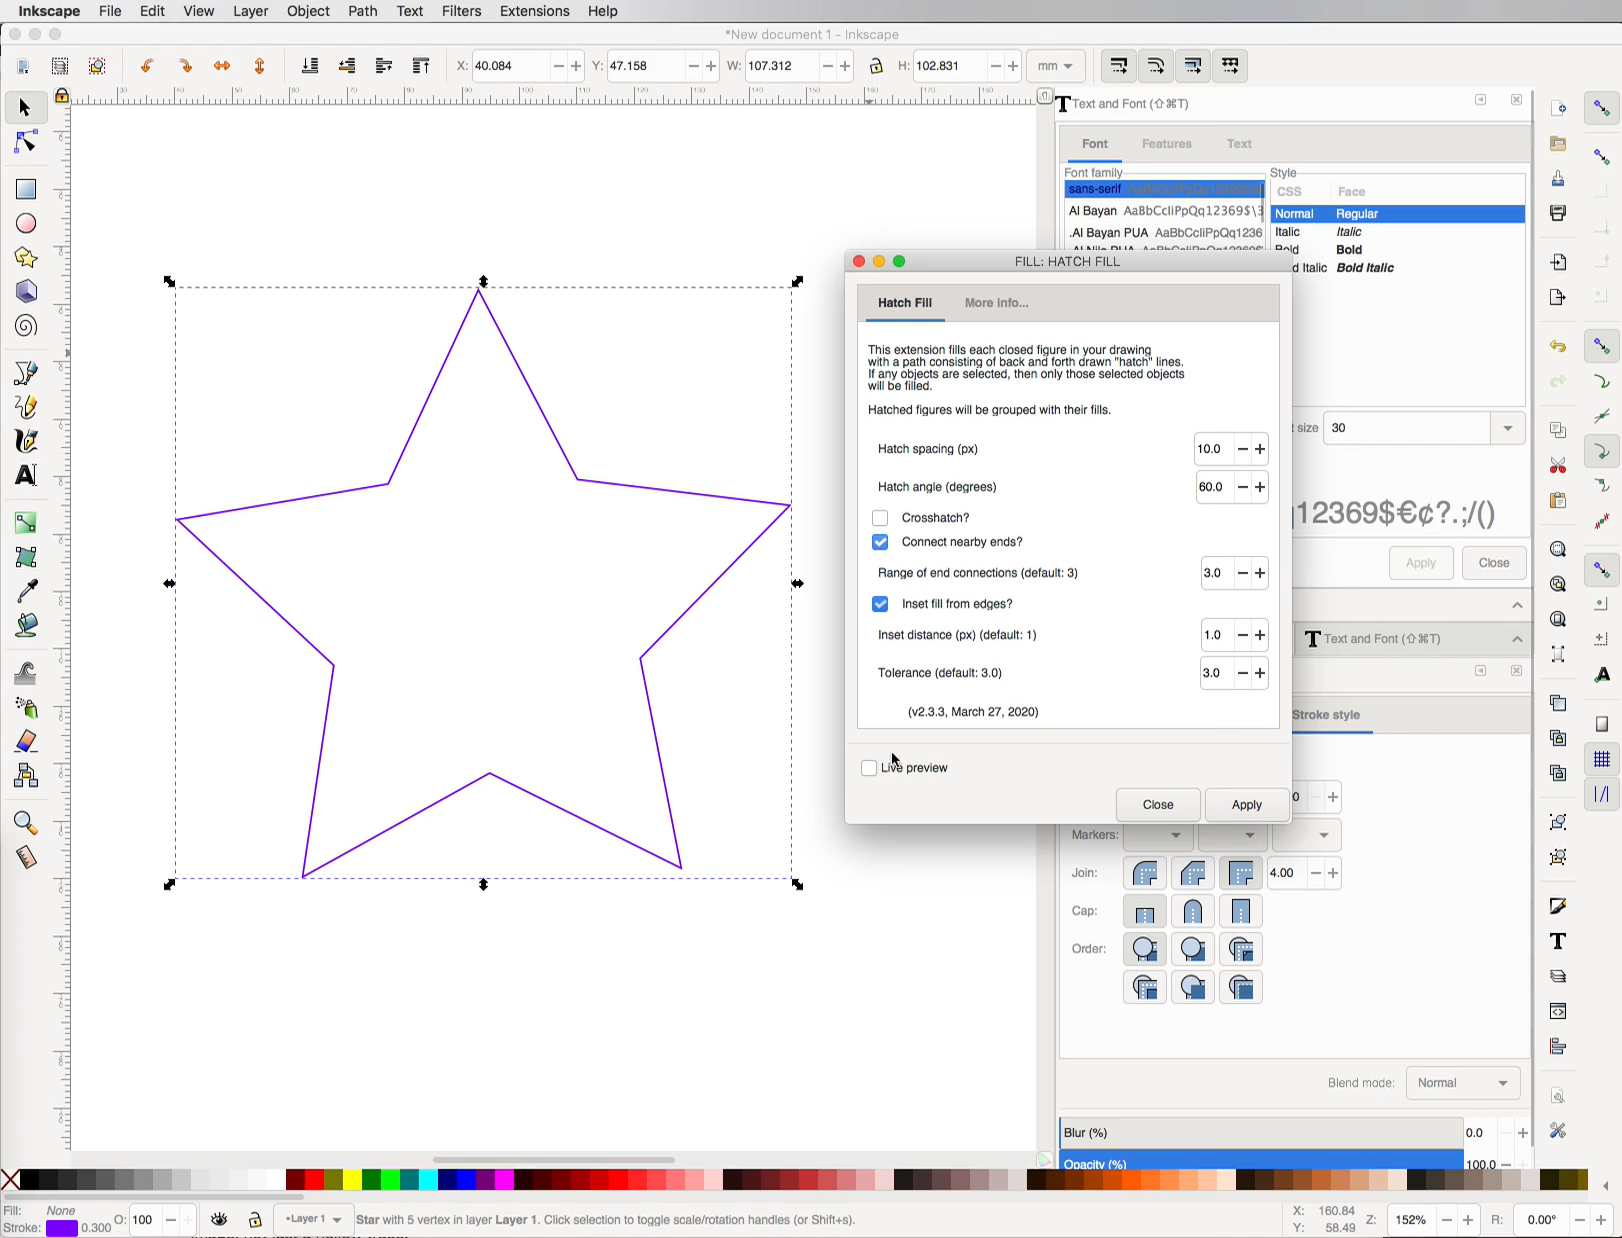 Inkscape File Edit View Layer Object Path Text Filters Extensions Help
*New document 1 - Inkscape
X: 40.084 Y: 47.158 W: 107.312 H: 102.831 mm
Text and Font (⇧⌘T)
Font Features Text
Font family
Style
sans-serif
CSS Face
Al Bayan AaBbCcIiPpQq12369$\
Normal Regular
.Al Bayan PUA AaBbCcIiPpQq1236
Italic Italic
Bold
d Italic Bold Italic
FILL: HATCH FILL
Hatch Fill More info...
This extension fills each closed figure in your drawing
with a path consisting of back and forth drawn "hatch" lines.
If any objects are selected, then only those selected objects
will be filled.
Hatched figures will be grouped with their fills.
Hatch spacing (px) 10.0
Hatch angle (degrees) 60.0
Crosshatch?
Connect nearby ends?
Range of end connections (default: 3) 3.0
Inset fill from edges?
Inset distance (px) (default: 1) 1.0
Tolerance (default: 3.0) 3.0
(v2.3.3, March 27, 2020)
Live preview
Close Apply
size 30
12369$€¢?.;/()
Apply Close
Text and Font (⇧⌘T)
Stroke style
Markers:
Join: 4.00
Cap:
Order:
Blend mode: Normal
Blur (%) 0.0
Opacity (%) 100.0
Fill: None
Stroke: 0.300 O: 100
•Layer 1
Star with 5 vertex in layer Layer 1. Click selection to toggle scale/rotation handles (or Shift+s).
X: 160.84
Y: 58.49
Z: 152% R: 0.00°